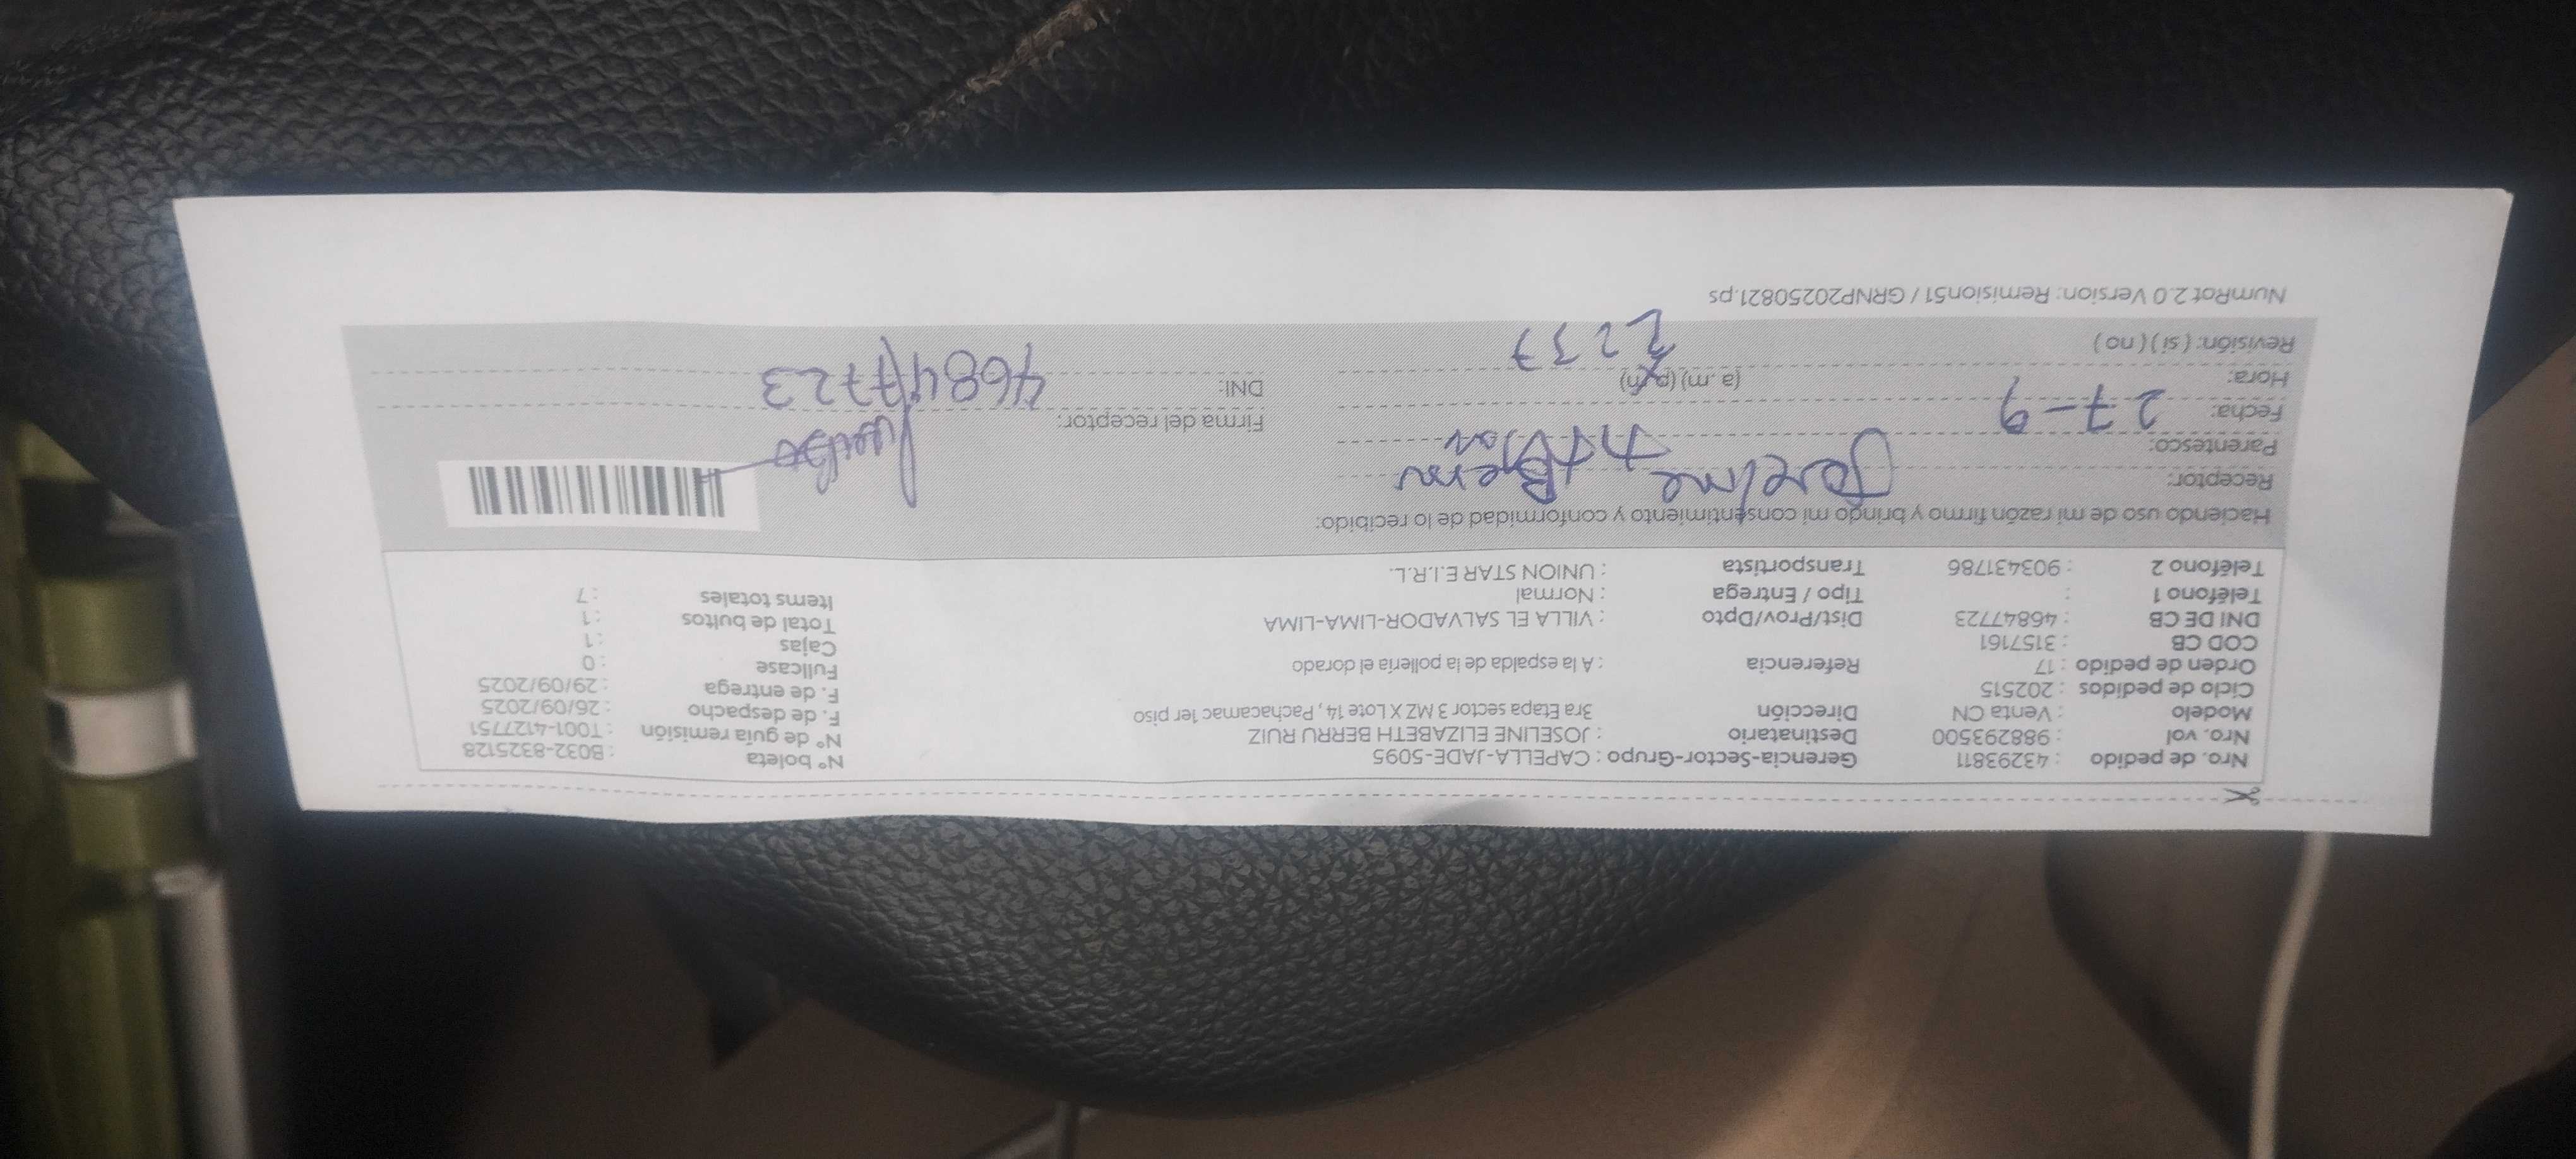 Nro. de pedido : 43293811 Gerencia-Sector-Grupo : CAPELLA-JADE-5095 N° boleta : B032-8325128
Nro. vol : 988293500 Destinatario : JOSELINE ELIZABETH BERRU RUIZ N° de guía remisión : T001-4127751
Modelo : Venta CN Dirección 3ra Etapa sector 3 MZ X Lote 14, Pachacamac 1er piso F. de despacho : 26/09/2025
Ciclo de pedidos : 202515 F. de entrega : 29/09/2025
Orden de pedido : 17 Referencia : A la espalda de la pollería el dorado Fullcase : 0
COD CB : 3157161 Cajas : 1
DNI DE CB : 46847723 Dist/Prov/Dpto : VILLA EL SALVADOR-LIMA-LIMA Total de bultos : 1
Teléfono 1 : Tipo / Entrega : Normal Items totales : 7
Teléfono 2 : 903431786 Transportista : UNION STAR E.I.R.L.
Haciendo uso de mi razón firmo y brindo mi consentimiento y conformidad de lo recibido:
Receptor: Joseline Berru
Parentesco:
Fecha: 27-9 Firma del receptor:
Hora: (a. m) (p. m) DNI: 46847723
Revisión: ( sí ) ( no ) 2237
NumRot 2.0 Version: Remision51 / GRNP20250821.ps